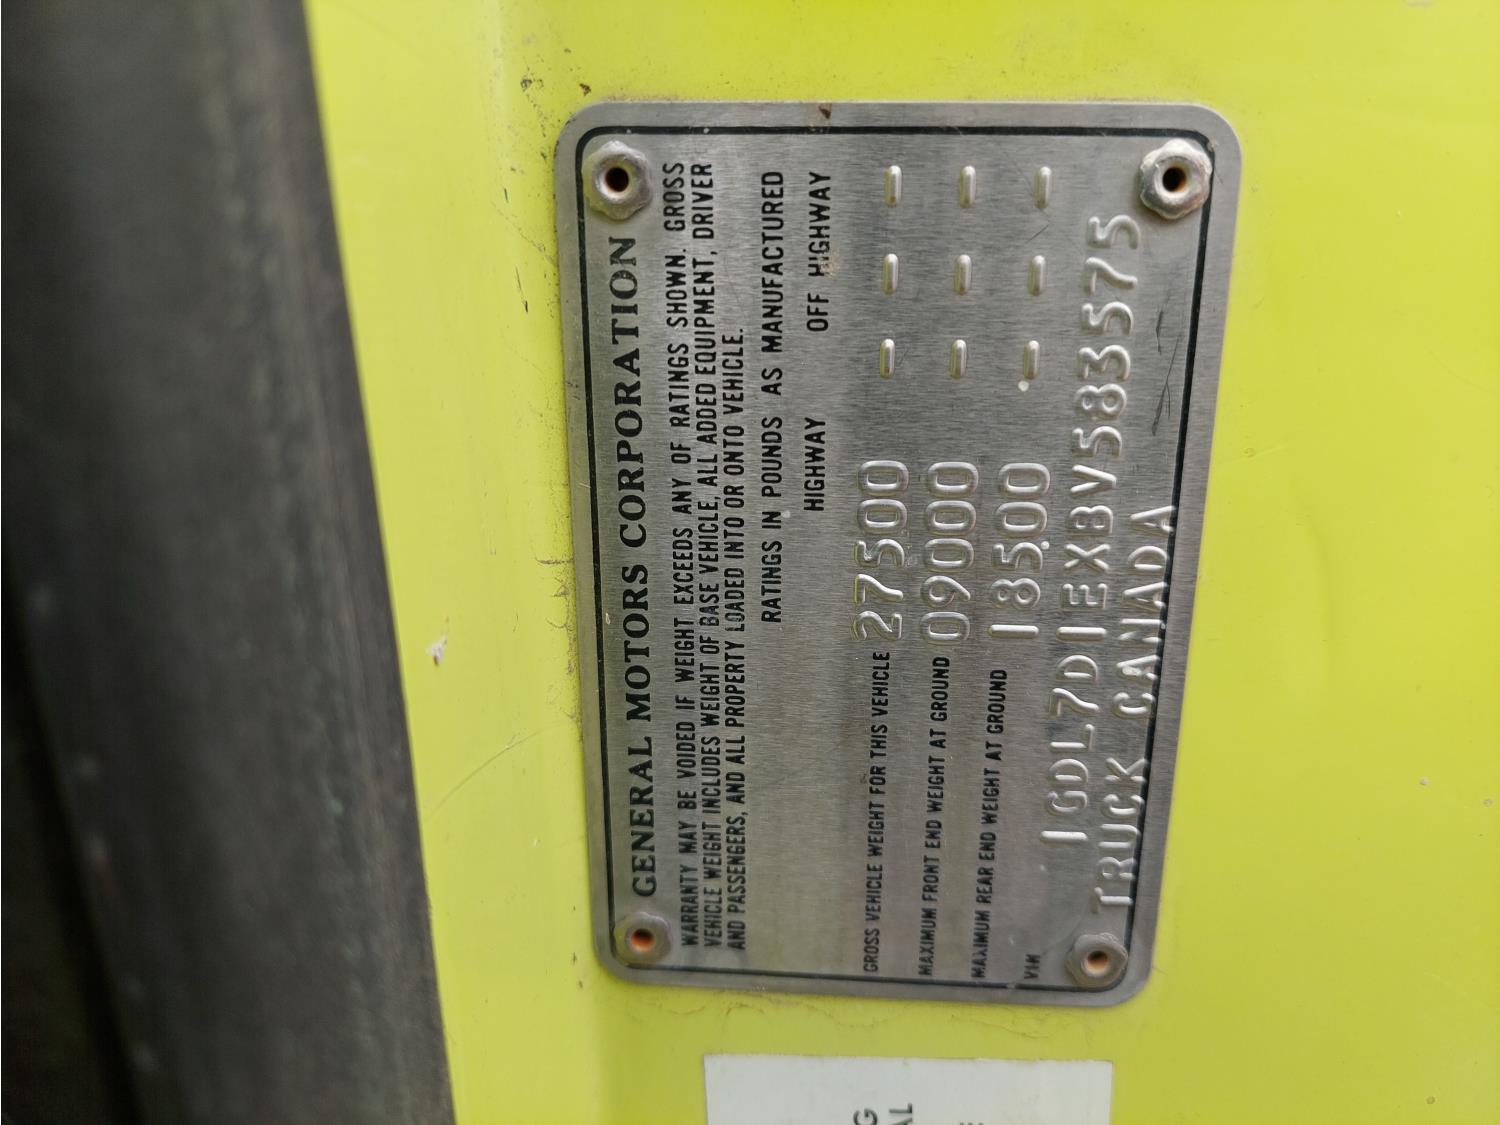 GENERAL MOTORS CORPORATION
WARRANTY MAY BE VOIDED IF WEIGHT EXCEEDS ANY OF RATINGS SHOWN. GROSS
VEHICLE WEIGHT INCLUDES WEIGHT OF BASE VEHICLE, ALL ADDED EQUIPMENT, DRIVER
AND PASSENGERS, AND ALL PROPERTY LOADED INTO OR ONTO VEHICLE.
RATINGS IN POUNDS AS MANUFACTURED
HIGHWAY OFF HIGHWAY
GROSS VEHICLE WEIGHT FOR THIS VEHICLE 27500 - - -
MAXIMUM FRONT END WEIGHT AT GROUND 09000 - - -
MAXIMUM REAR END WEIGHT AT GROUND 18500 - - -
VIN 1GDL7D1EXBV583575
TRUCK CANADA